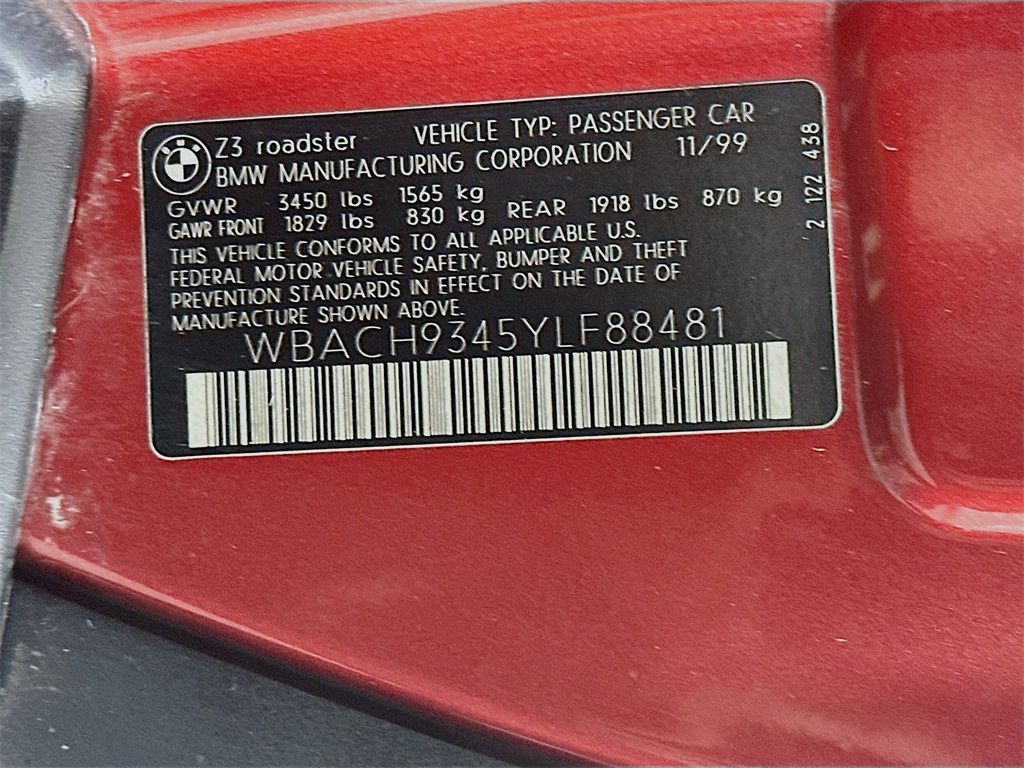 Z3 roadster VEHICLE TYP: PASSENGER CAR
BMW MANUFACTURING CORPORATION 11/99
GVWR 3450 lbs 1565 kg
GAWR FRONT 1829 lbs 830 kg REAR 1918 lbs 870 kg
THIS VEHICLE CONFORMS TO ALL APPLICABLE U.S.
FEDERAL MOTOR VEHICLE SAFETY, BUMPER AND THEFT
PREVENTION STANDARDS IN EFFECT ON THE DATE OF
MANUFACTURE SHOWN ABOVE.
WBACH9345YLF88481
2 122 438